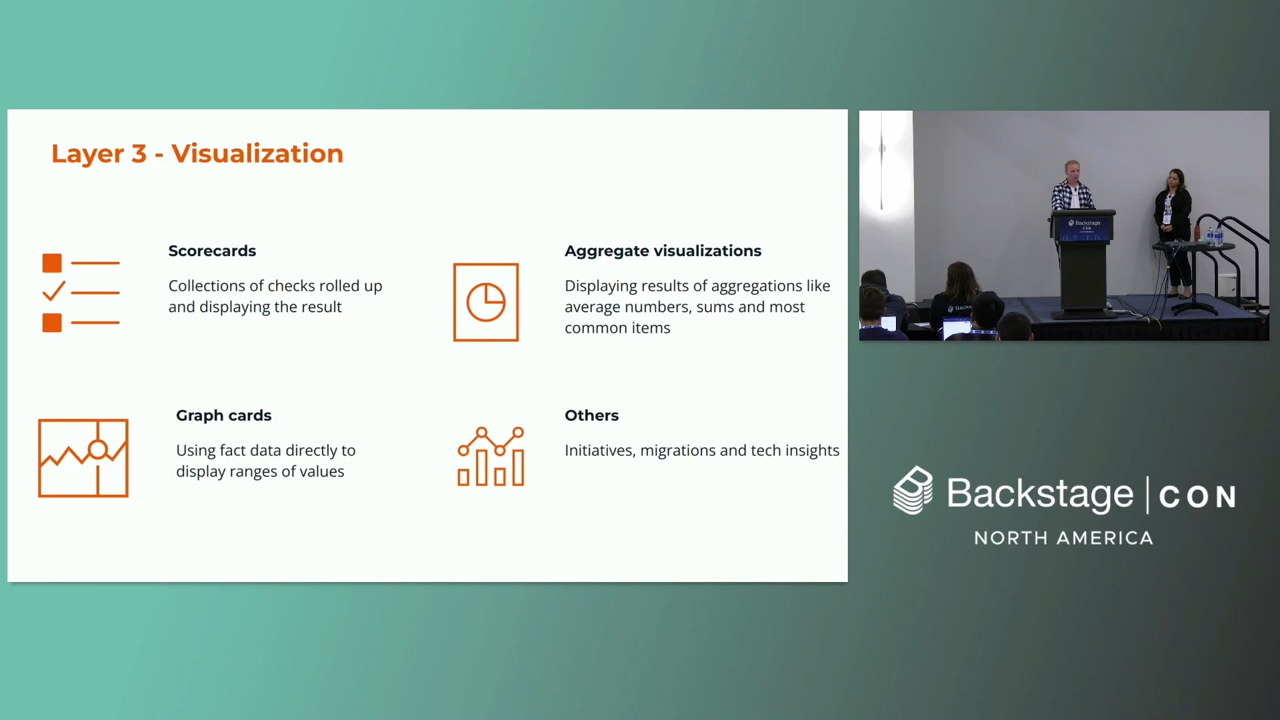 Layer 3 - Visualization
Scorecards
Collections of checks rolled up
and displaying the result
Aggregate visualizations
Displaying results of aggregations like
average numbers, sums and most
common items
Graph cards
Using fact data directly to
display ranges of values
Others
Initiatives, migrations and tech insights
Backstage
CON
Backstage | CON
NORTH AMERICA